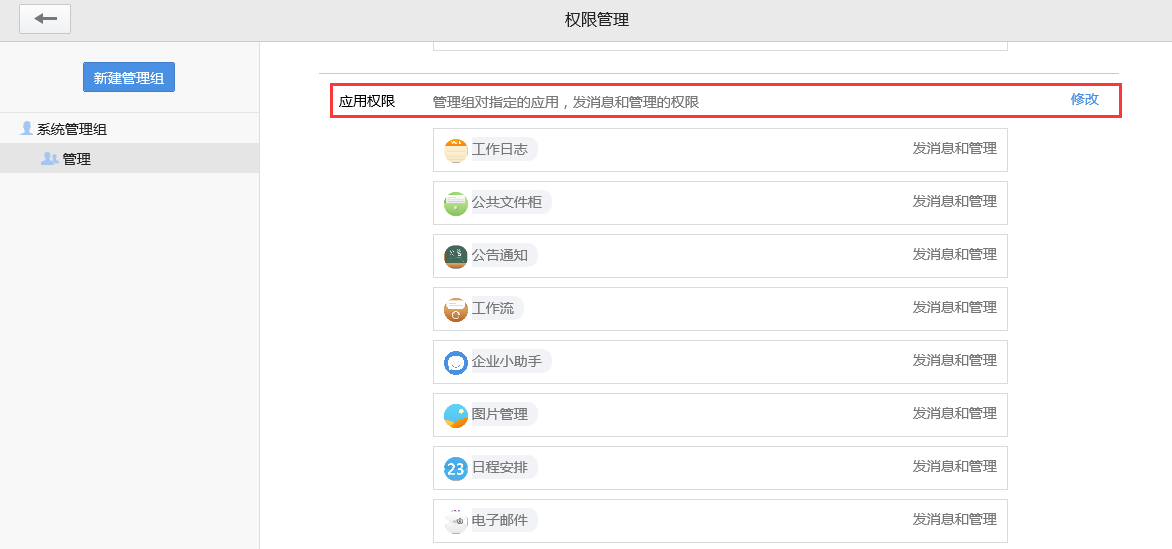 权限管理
新建管理组
系统管理组
管理
应用权限 管理组对指定的应用，发消息和管理的权限 修改
工作日志 发消息和管理
公共文件柜 发消息和管理
公告通知 发消息和管理
工作流 发消息和管理
企业小助手 发消息和管理
图片管理 发消息和管理
23 日程安排 发消息和管理
电子邮件 发消息和管理